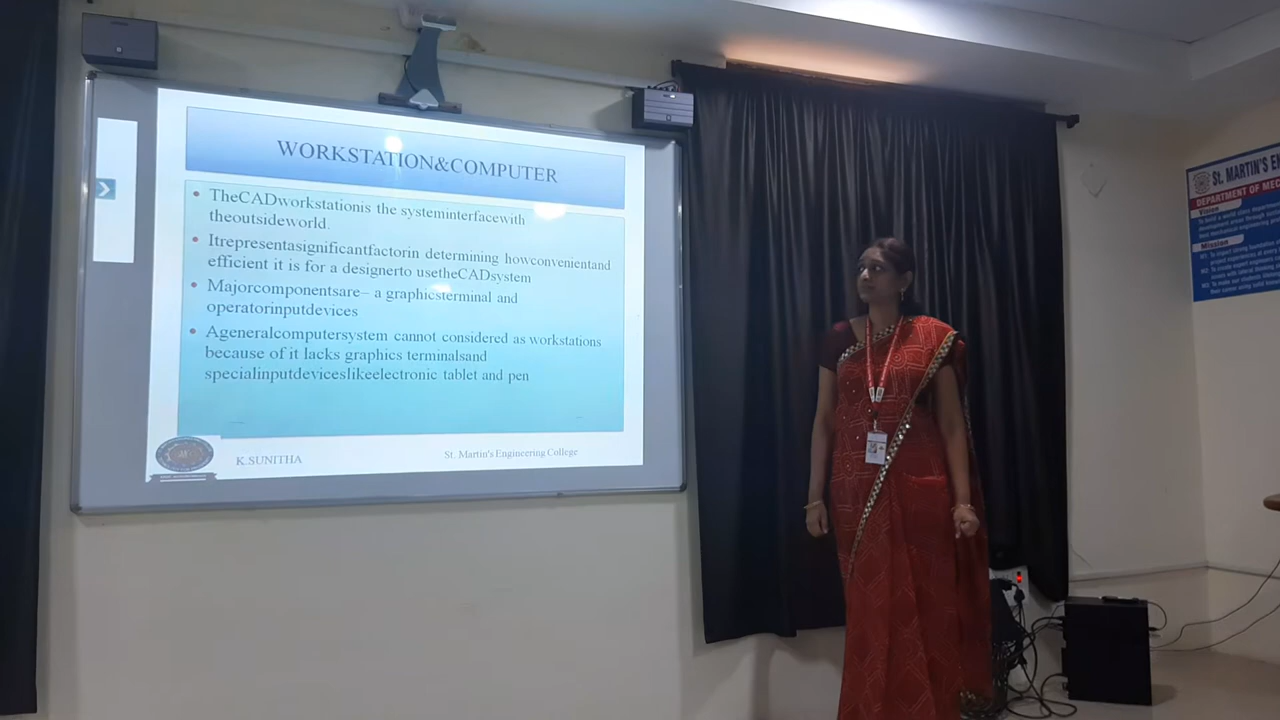 WORKSTATION&COMPUTER
• TheCADworkstationis the systeminterfacewith
theoutsideworld.
• Itrepresentasignificantfactorin determining howconvenientand
efficient it is for a designerto usetheCADsystem
• Majorcomponentsare– a graphicsterminal and
operatorinputdevices
• Ageneralcomputersystem cannot considered as workstations
because of it lacks graphics terminalsand
specialinputdeviceslikeelectronic tablet and pen
K.SUNITHA
St. Martin's Engineering College
St. MARTIN'S
DEPARTMENT OF
Vision
Mission